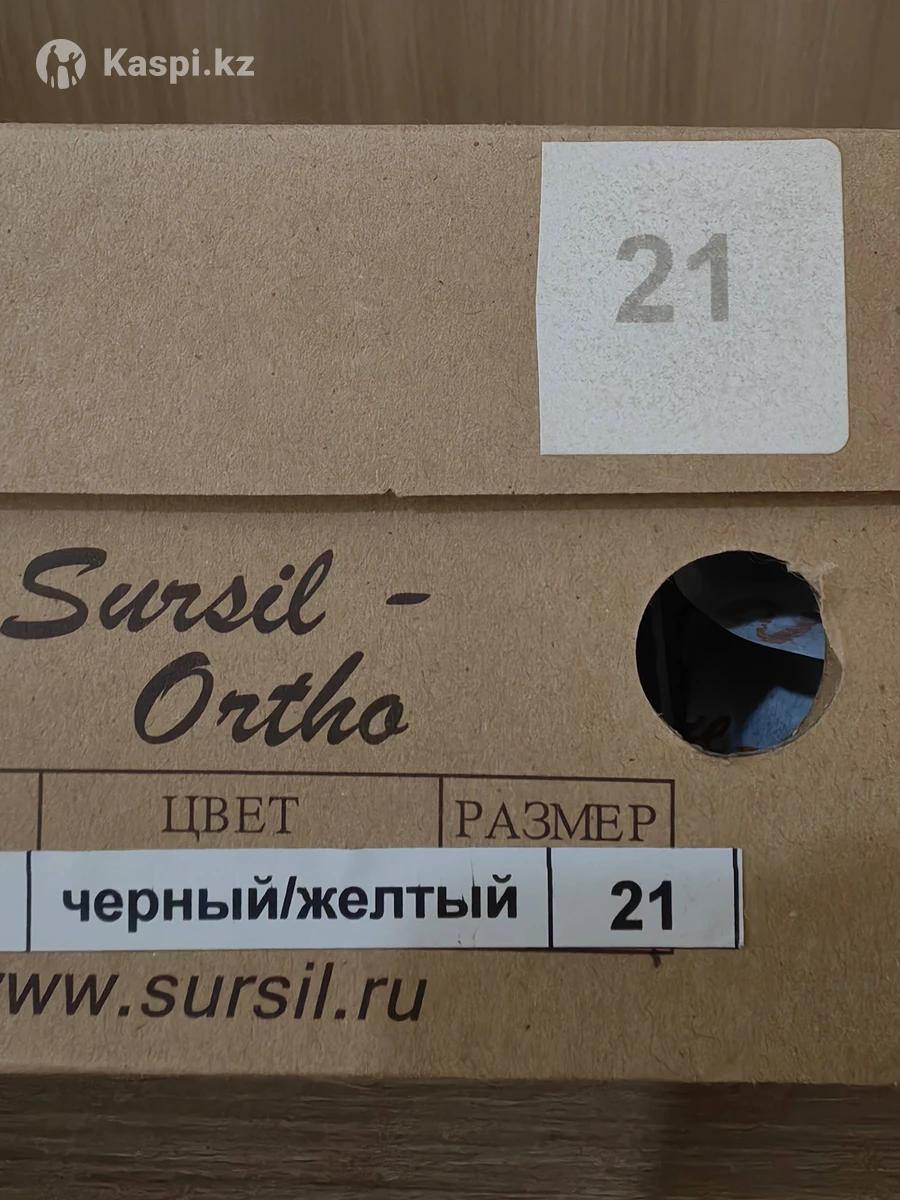 Kaspi.kz
21
Sursil -
Ortho
ЦВЕТ РАЗМЕР
черный/желтый 21
www.sursil.ru